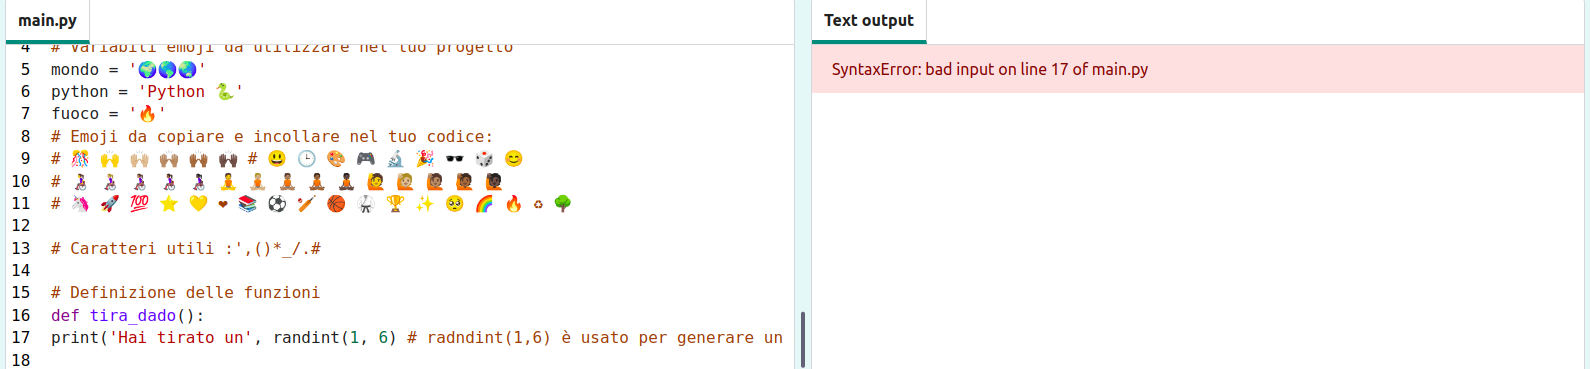 main.py
Text output
4 # Variabili emoji da utilizzare nel tuo progetto
5 mondo = '🌍🌎🌏'
6 python = 'Python 🐍'
7 fuoco = '🔥'
8 # Emoji da copiare e incollare nel tuo codice:
9 # 🎊 🙌 🙌🏼 🙌🏽 🙌🏾 🙌🏿 # 😃 🕒 🎨 🎮 🔬 🎉 🕶️ 🎲 😊
10 # 👩‍🦽 👩🏼‍🦽 👩🏽‍🦽 👩🏾‍🦽 👩🏿‍🦽 🧘 🧘🏼 🧘🏽 🧘🏾 🧘🏿 🙋 🙋🏼 🙋🏽 🙋🏾 🙋🏿
11 # 🦄 🚀 💯 ⭐ 💛 ❤ 📚 ⚽ 🏏 🏀 🥋 🏆 ✨ 🥺 🌈 🔥 ♻ 🌳
12
13 # Caratteri utili :',()*_/.#
14
15 # Definizione delle funzioni
16 def tira_dado():
17 print('Hai tirato un', randint(1, 6) # radndint(1,6) è usato per generare un
18
SyntaxError: bad input on line 17 of main.py